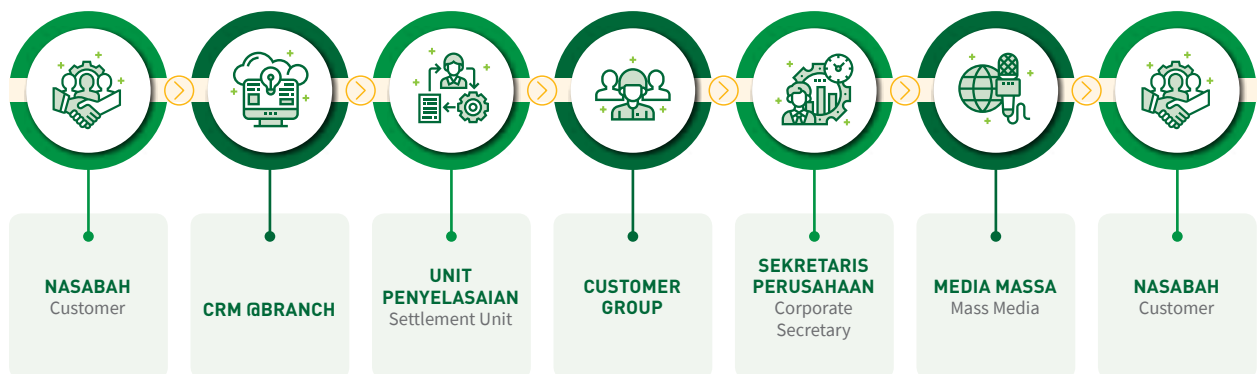 NASABAH
Customer
CRM @BRANCH
UNIT
PENYELASAIAN
Settlement Unit
CUSTOMER
GROUP
SEKRETARIS
PERUSAHAAN
Corporate
Secretary
MEDIA MASSA
Mass Media
NASABAH
Customer